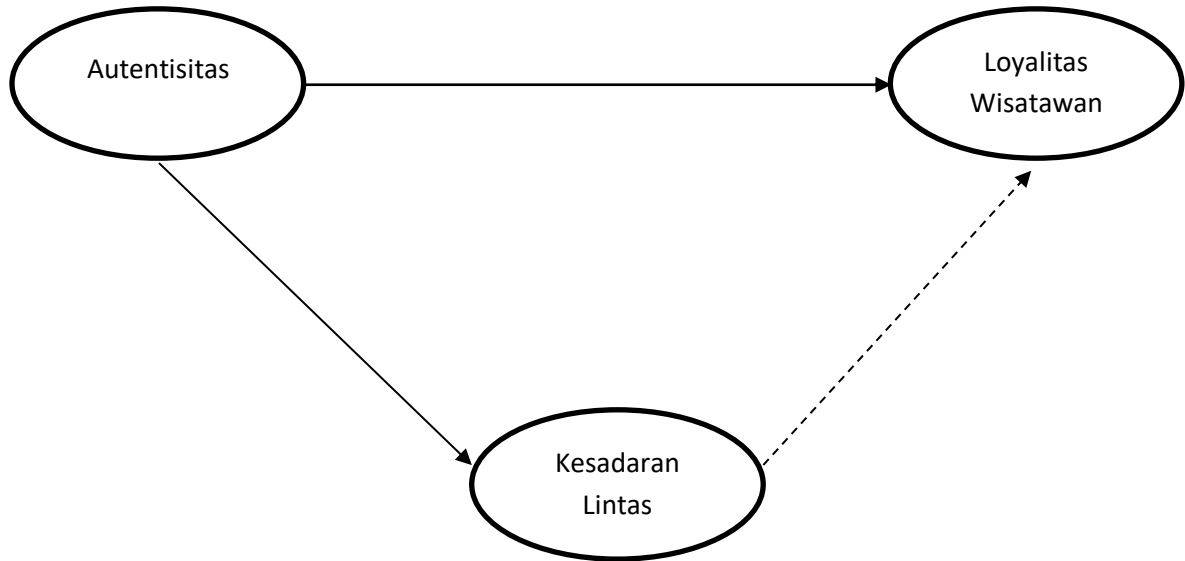 Autentisitas
Loyalitas
Wisatawan
Kesadaran
Lintas